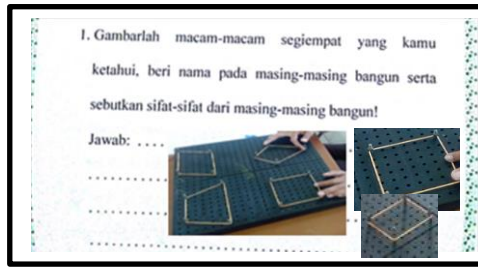 1. Gambarlah macam-macam segiempat yang kamu
ketahui, beri nama pada masing-masing bangun serta
sebutkan sifat-sifat dari masing-masing bangun!
Jawab: ....